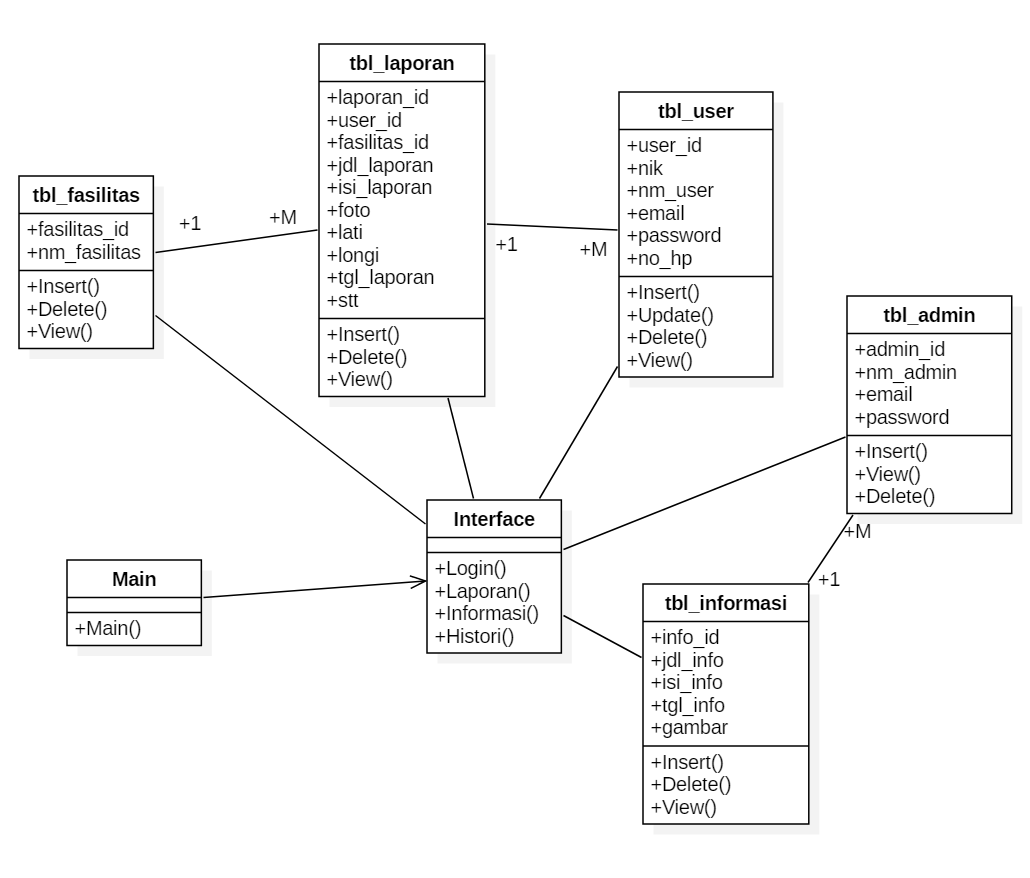 tbl_laporan
+laporan_id
+user_id
+fasilitas_id
+jdl_laporan
+isi_laporan
+foto
+lati
+longi
+tgl_laporan
+stt
+Insert()
+Delete()
+View()
tbl_user
+user_id
+nik
+nm_user
+email
+password
+no_hp
+Insert()
+Update()
+Delete()
+View()
tbl_fasilitas
+fasilitas_id
+nm_fasilitas
+Insert()
+Delete()
+View()
+1
+M
+1
+M
tbl_admin
+admin_id
+nm_admin
+email
+password
+Insert()
+View()
+Delete()
+M
+1
Interface
+Login()
+Laporan()
+Informasi()
+Histori()
Main
+Main()
tbl_informasi
+info_id
+jdl_info
+isi_info
+tgl_info
+gambar
+Insert()
+Delete()
+View()